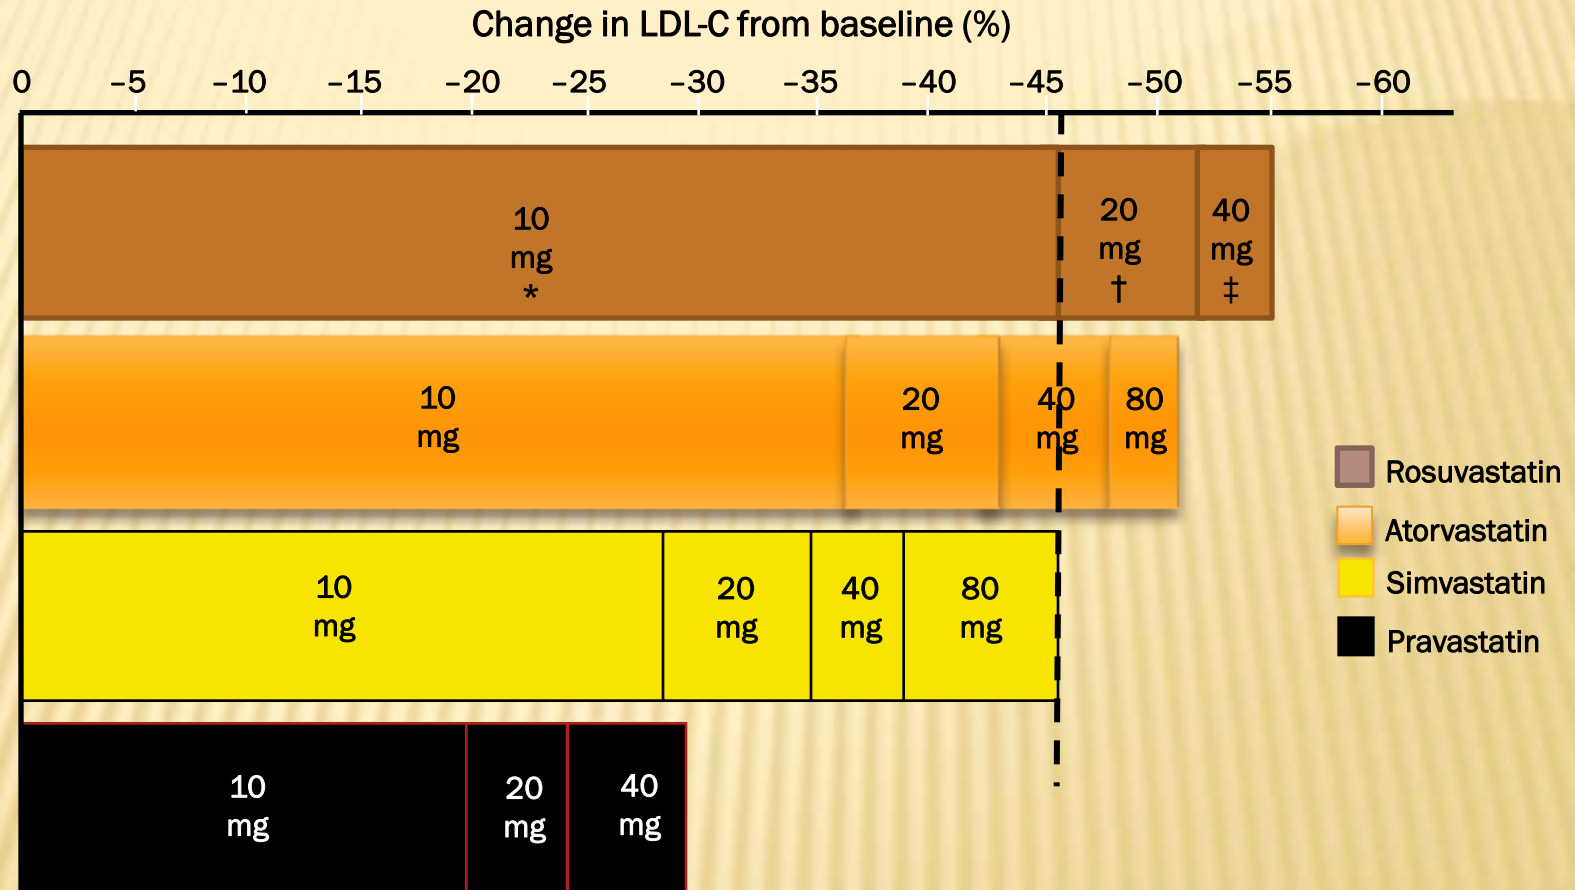 Change in LDL-C from baseline (%)
0 –5 –10 –15 –20 –25 –30 –35 –40 –45 –50 –55 –60
10
mg
*
20
mg
†
40
mg
‡
10
mg
20
mg
40
mg
80
mg
10
mg
20
mg
40
mg
80
mg
10
mg
20
mg
40
mg
Rosuvastatin
Atorvastatin
Simvastatin
Pravastatin